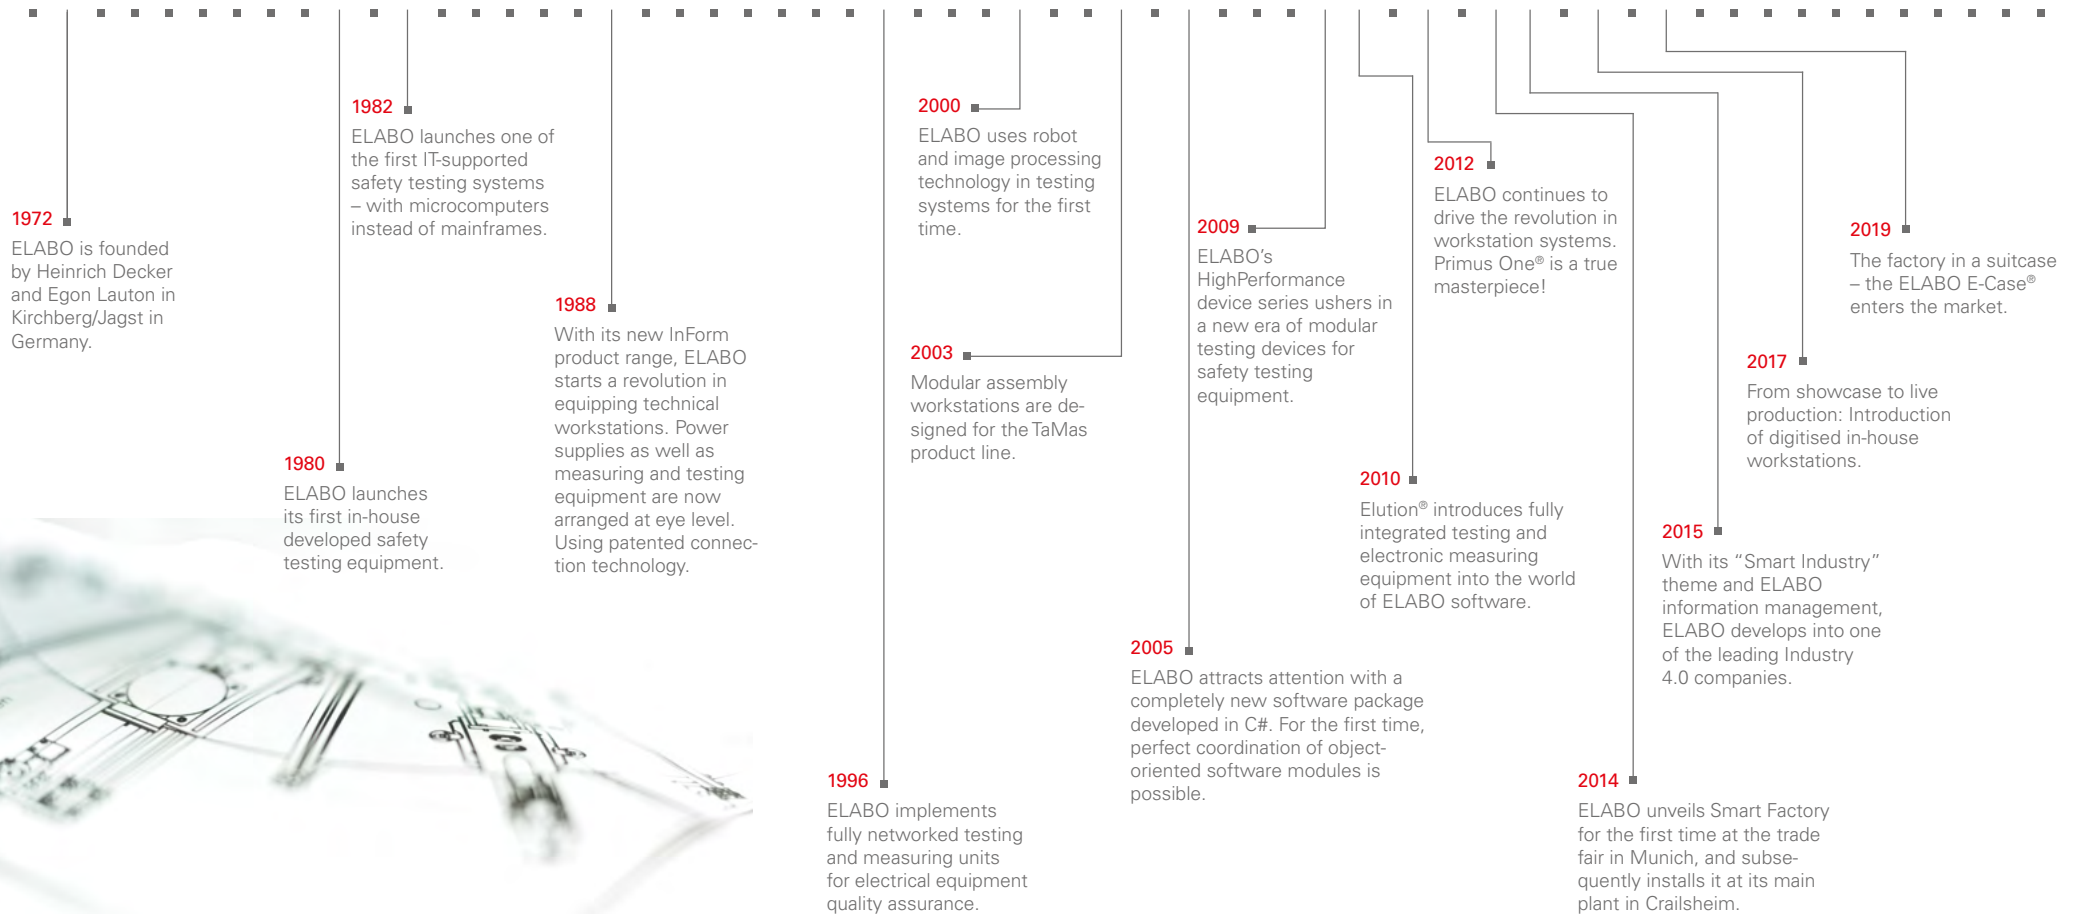 1972
ELABO is founded
by Heinrich Decker
and Egon Lauton in
Kirchberg/Jagst in
Germany.
1980
ELABO launches
its first in-house
developed safety
testing equipment.
1982
ELABO launches one of
the first IT-supported
safety testing systems
– with microcomputers
instead of mainframes.
1988
With its new InForm
product range, ELABO
starts a revolution in
equipping technical
workstations. Power
supplies as well as
measuring and testing
equipment are now
arranged at eye level.
Using patented connec-
tion technology.
1996
ELABO implements
fully networked testing
and measuring units
for electrical equipment
quality assurance.
2000
ELABO uses robot
and image processing
technology in testing
systems for the first
time.
2003
Modular assembly
workstations are de-
signed for the TaMas
product line.
2005
ELABO attracts attention with a
completely new software package
developed in C#. For the first time,
perfect coordination of object-
oriented software modules is
possible.
2009
ELABO’s
HighPerformance
device series ushers in
a new era of modular
testing devices for
safety testing
equipment.
2010
Elution® introduces fully
integrated testing and
electronic measuring
equipment into the world
of ELABO software.
2012
ELABO continues to
drive the revolution in
workstation systems.
Primus One® is a true
masterpiece!
2014
ELABO unveils Smart Factory
for the first time at the trade
fair in Munich, and subse-
quently installs it at its main
plant in Crailsheim.
2015
With its “Smart Industry”
theme and ELABO
information management,
ELABO develops into one
of the leading Industry
4.0 companies.
2017
From showcase to live
production: Introduction
of digitised in-house
workstations.
2019
The factory in a suitcase
– the ELABO E-Case®
enters the market.